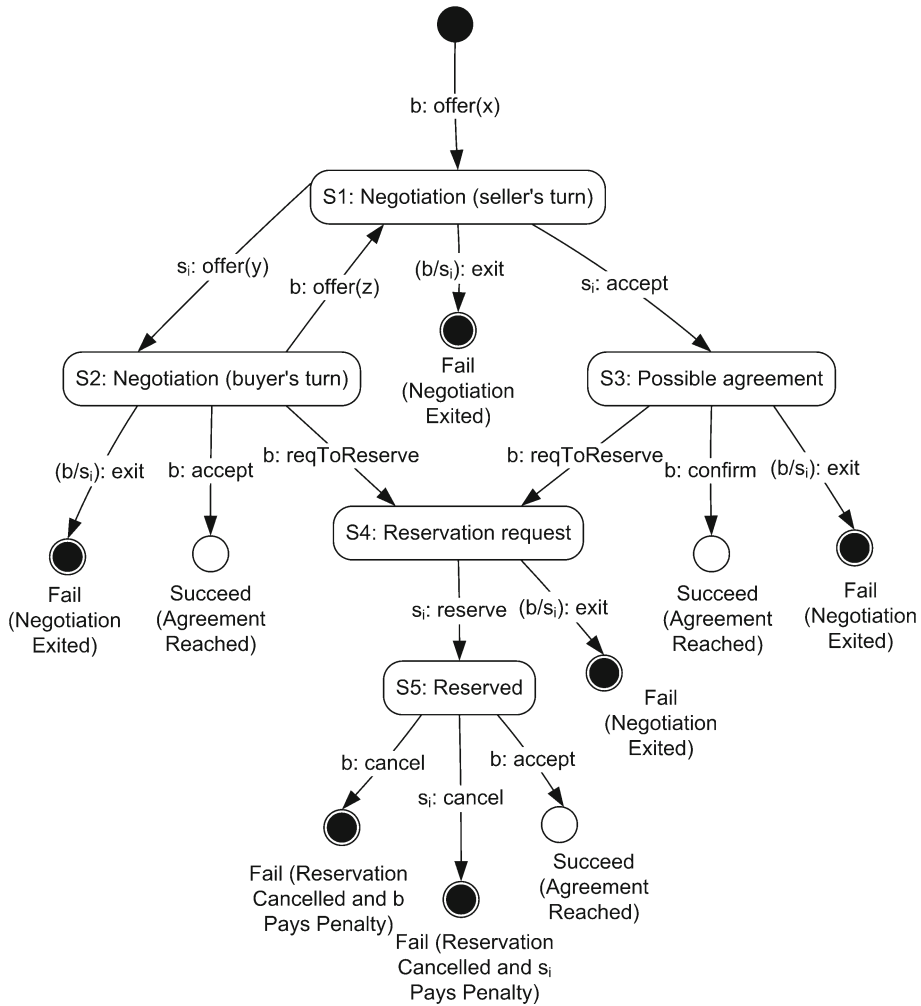 b: offer(x)
S1: Negotiation (seller's turn)
sᵢ: offer(y)
b: offer(z)
(b/sᵢ): exit
sᵢ: accept
Fail
(Negotiation
Exited)
S2: Negotiation (buyer's turn)
S3: Possible agreement
(b/sᵢ): exit
b: accept
b: reqToReserve
b: reqToReserve
b: confirm
(b/sᵢ): exit
S4: Reservation request
Fail
(Negotiation
Exited)
Succeed
(Agreement
Reached)
Succeed
(Agreement
Reached)
Fail
(Negotiation
Exited)
sᵢ: reserve
(b/sᵢ): exit
S5: Reserved
Fail
(Negotiation
Exited)
b: cancel
sᵢ: cancel
b: accept
Fail (Reservation
Cancelled and b
Pays Penalty)
Succeed
(Agreement
Reached)
Fail (Reservation
Cancelled and sᵢ
Pays Penalty)